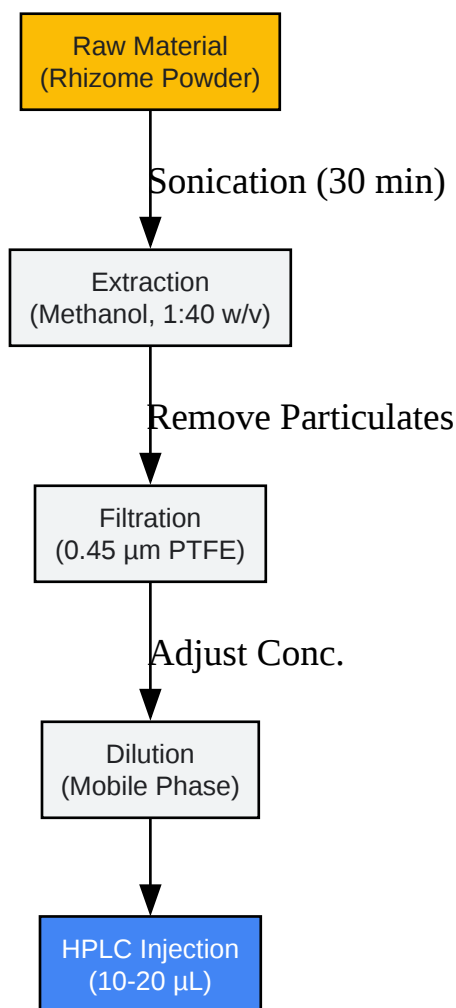 Raw Material
(Rhizome Powder)
Sonication (30 min)
Extraction
(Methanol, 1:40 w/v)
Remove Particulates
Filtration
(0.45 µm PTFE)
Adjust Conc.
Dilution
(Mobile Phase)
HPLC Injection
(10-20 µL)